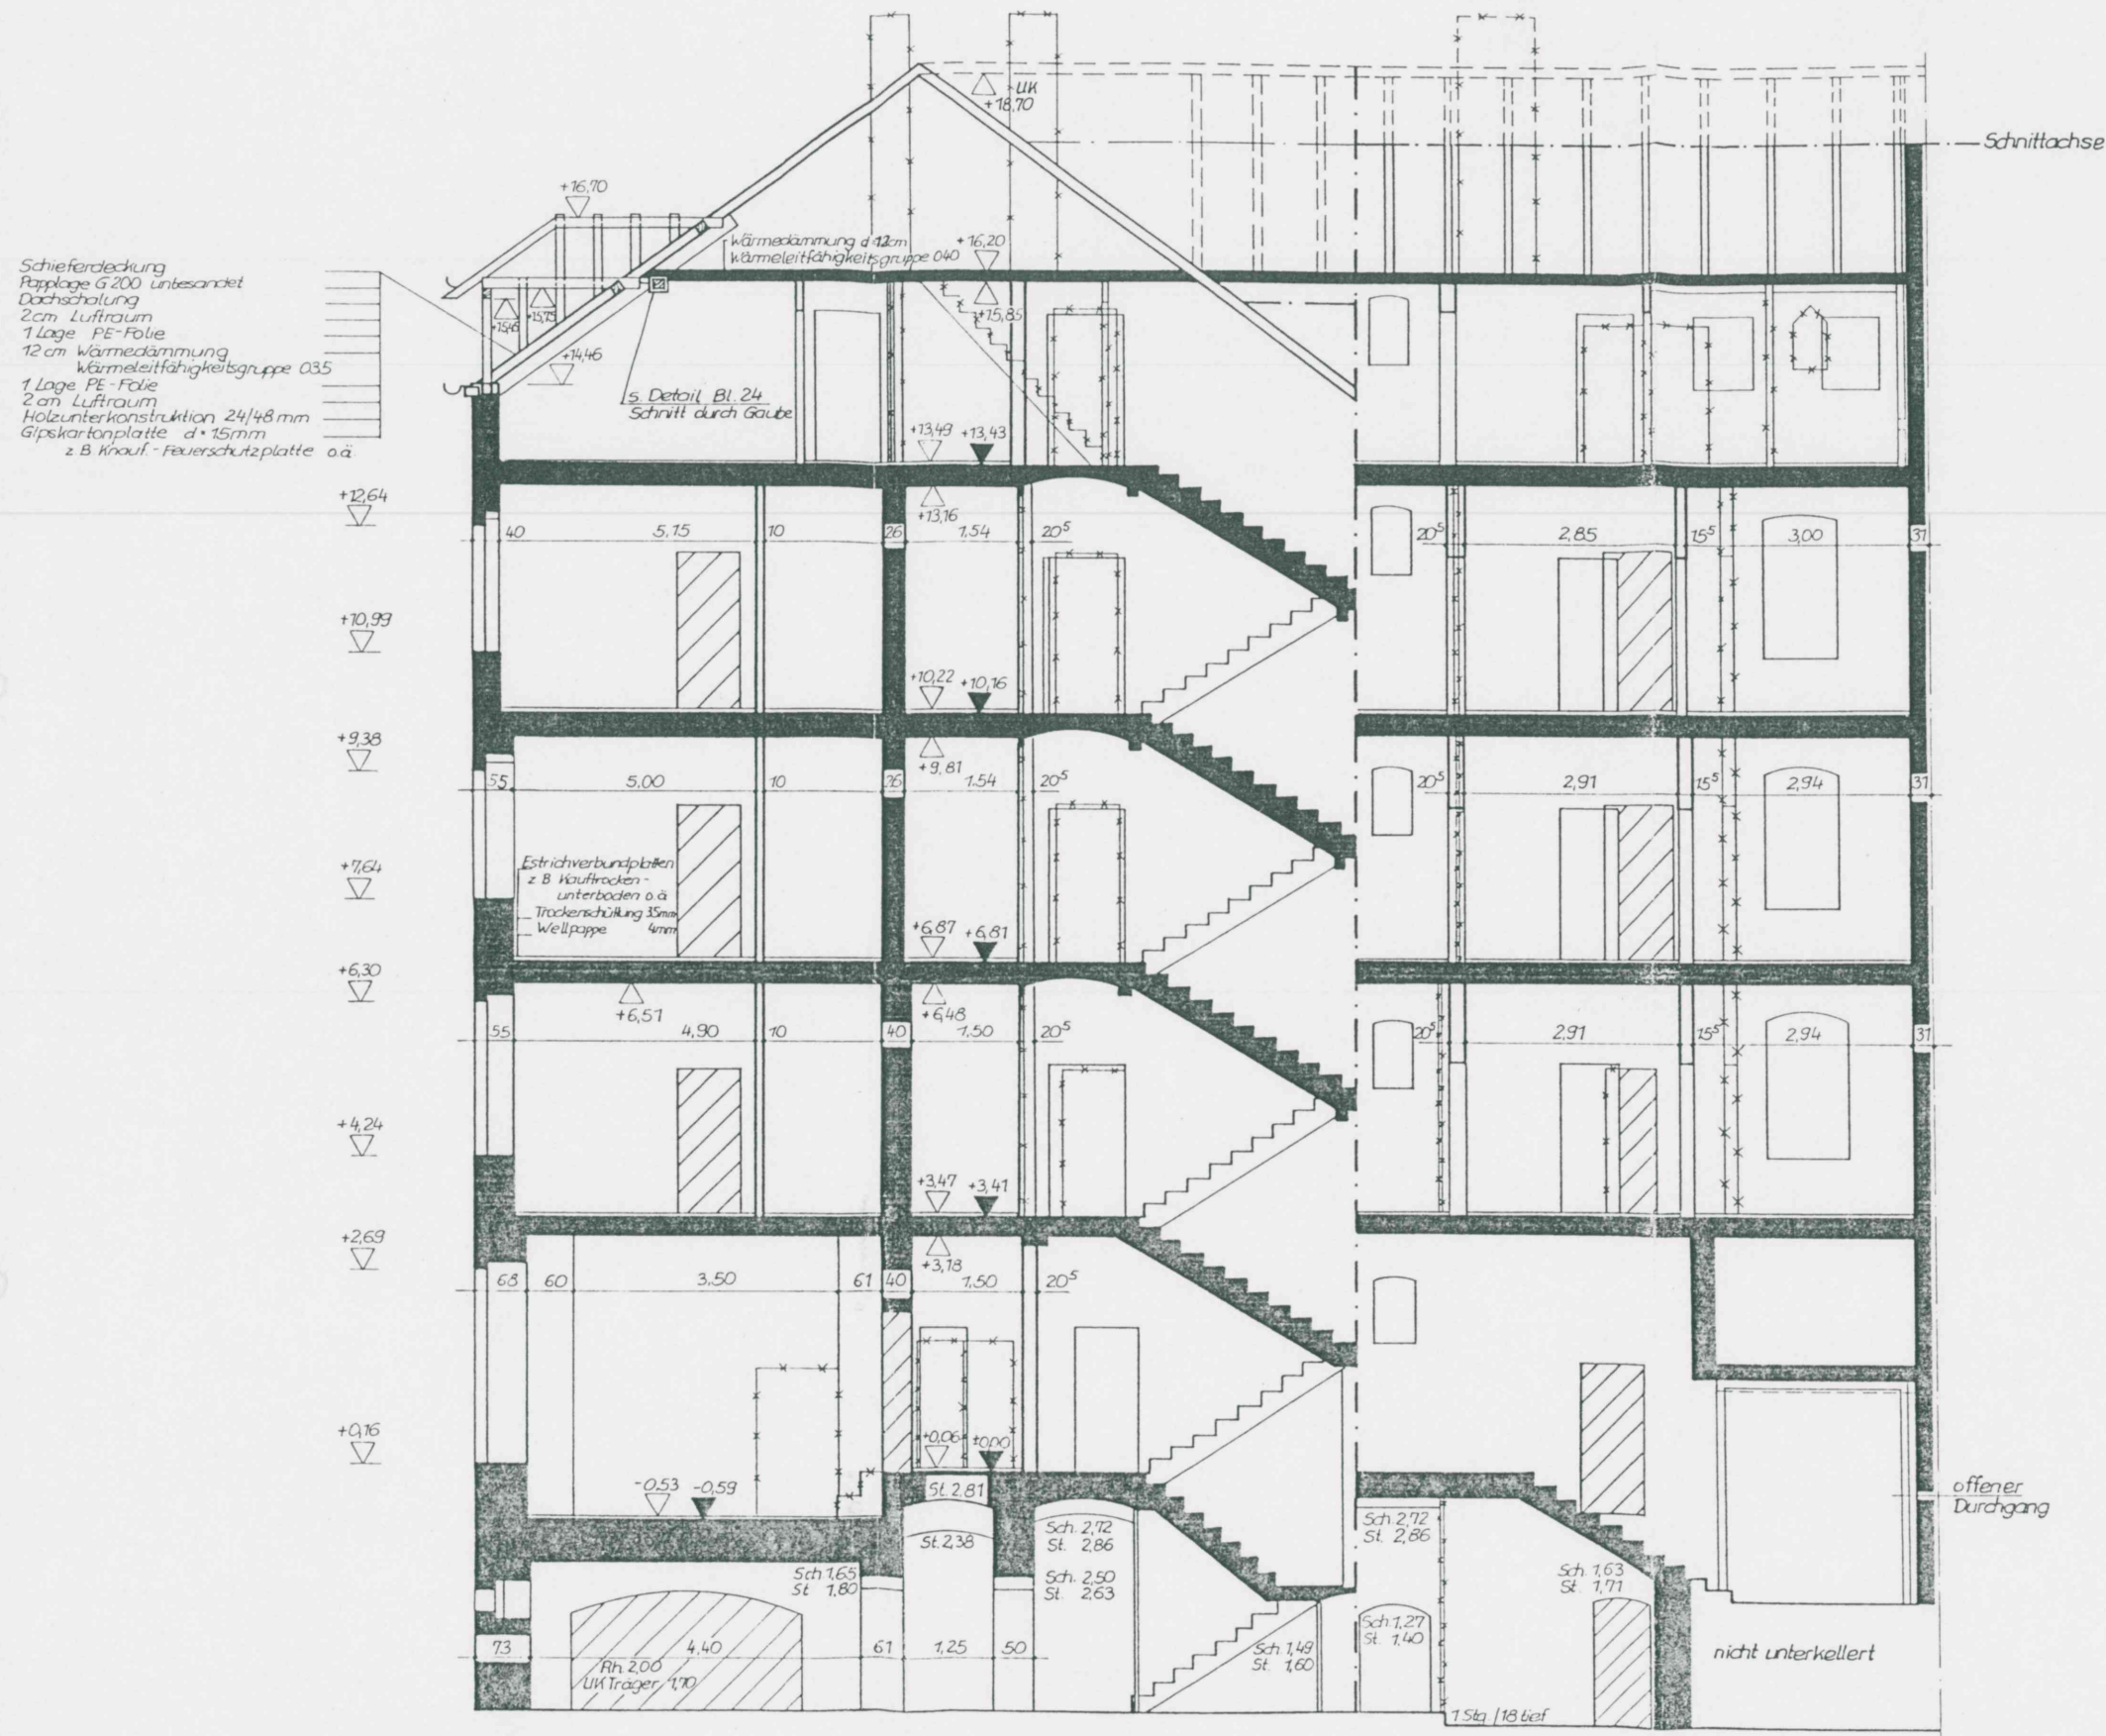 UK
+18,70
Schnittachse
+16,70
Wärmedämmung d=12cm
Wärmeleitfähigkeitsgruppe 040
+16,20
Schieferdeckung
Papplage G 200 unbesandet
Dachschalung
2cm Luftraum
1 Lage PE-Folie
12 cm Wärmedämmung
Wärmeleitfähigkeitsgruppe 035
1 Lage PE-Folie
2 cm Luftraum
Holzunterkonstruktion 24/48 mm
Gipskartonplatte d=15mm
z B Knauf.-Feuerschutzplatte o.ä.
+15,75
+15,85
+14,46
s. Detail Bl. 24
Schnitt durch Gaube
+13,49 +13,43
+12,64
+13,16
40 5,75 10 26 1,54 20⁵ 20⁵ 2,85 15⁵ 3,00 31
+10,99
+10,22 +10,16
+9,38
+9,81
55 5,00 10 26 1,54 20⁵ 20⁵ 2,91 15⁵ 2,94 31
+7,64
Estrichverbundplatten
z B Kauftrocken-
unterboden o.ä
Trockenschüttung 35mm
Wellpappe 4mm
+6,87 +6,81
+6,30
+6,51
+6,48
55 4,90 10 40 1,50 20⁵ 20⁵ 2,91 15⁵ 2,94 31
+4,24
+3,47 +3,41
+2,69
+3,18
68 60 3,50 61 40 1,50 20⁵
+0,16
+0,06 ±0,00
-0,53 -0,59
St. 2,81
offener
Durchgang
St. 2,38
Sch. 2,72
St. 2,86
Sch. 2,50
St. 2,63
Sch. 2,72
St. 2,86
Sch 1,65
St 1,80
Sch 1,63
St. 1,71
Sch. 1,27
St. 1,40
73 4,40 61 1,25 50
Rh. 2,00
UK Träger 1,70
Sch. 1,49
St. 1,60
nicht unterkellert
1 Stg. / 18 tief